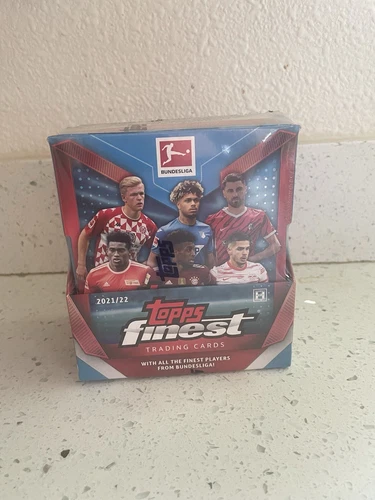 BUNDESLIGA
2021/22
Topps
finest
TRADING CARDS
WITH ALL THE FINEST PLAYERS
FROM BUNDESLIGA!